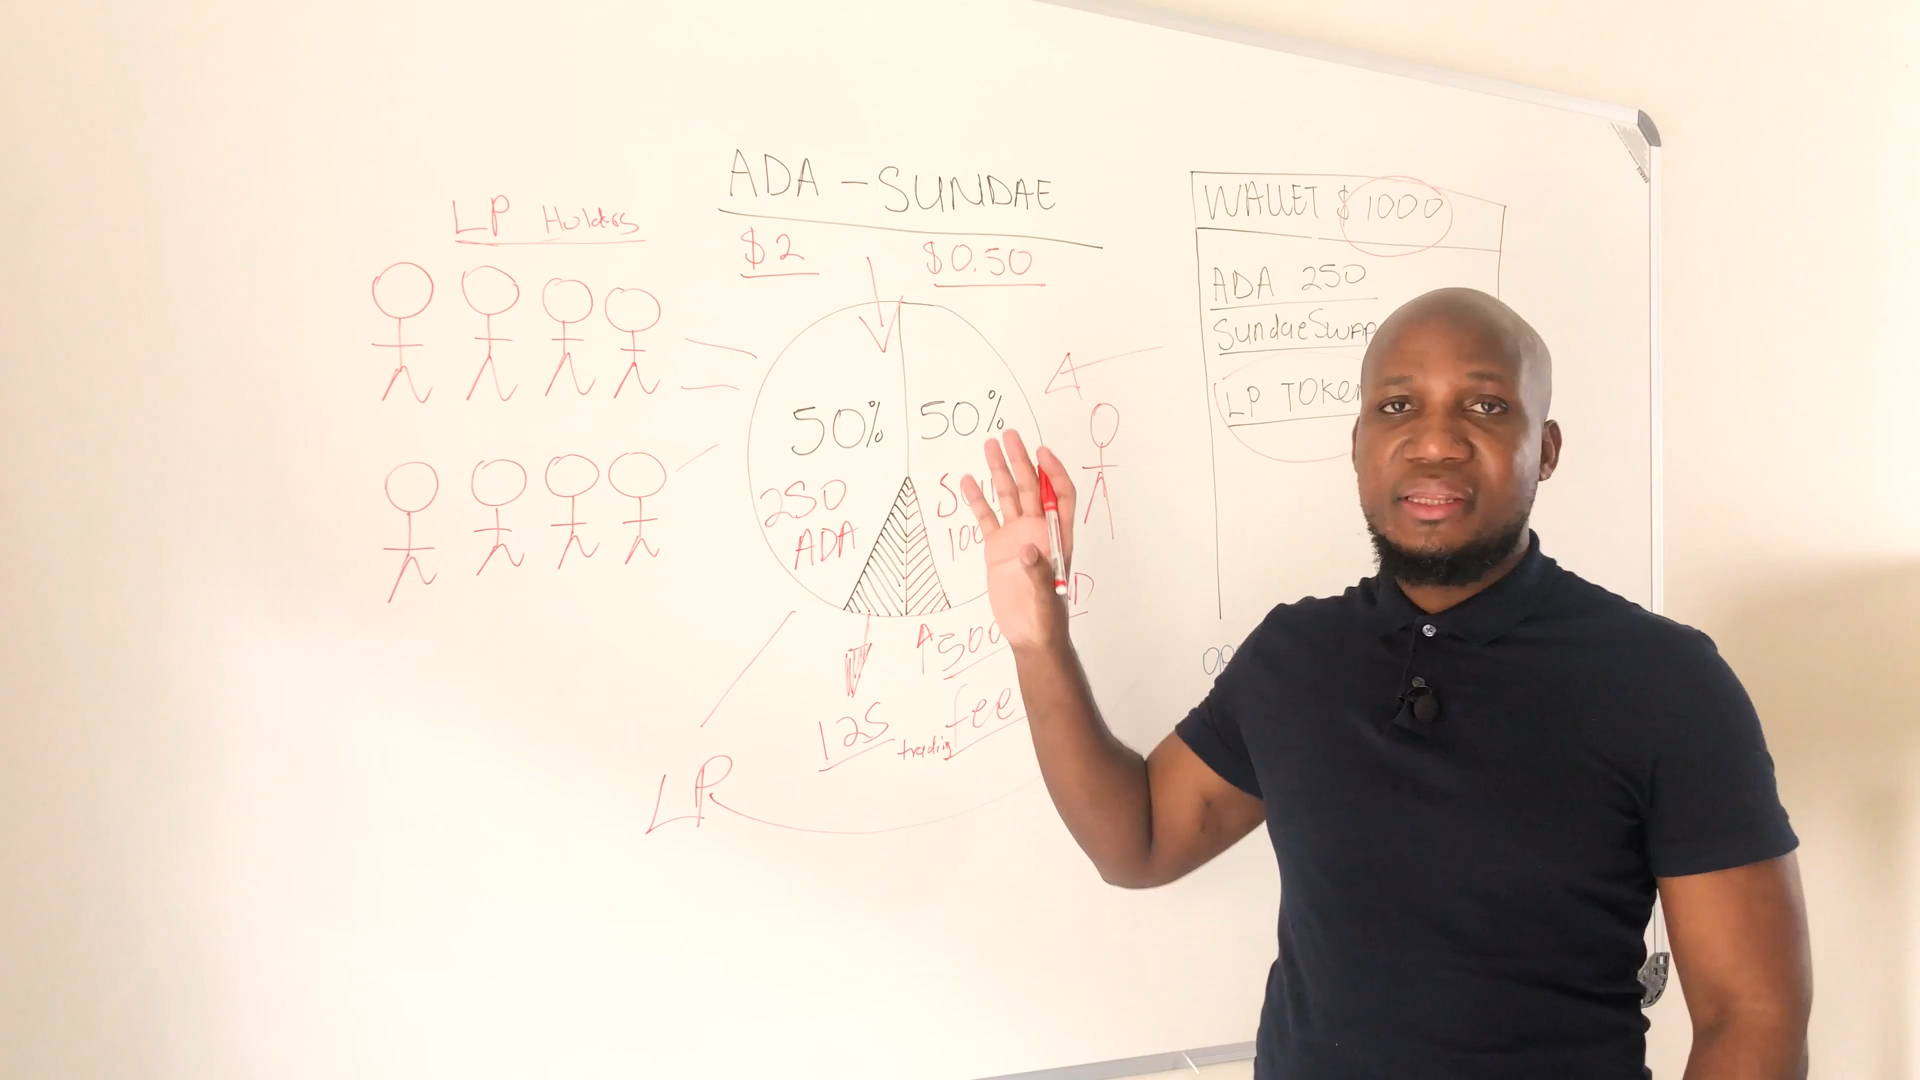 ADA - SUNDAE
LP Holders
$2
$0.50
WALLET $1000
ADA 250
SundaeSwap
LP TOKEN
50%
50%
250
ADA
125
fee
trading
LP